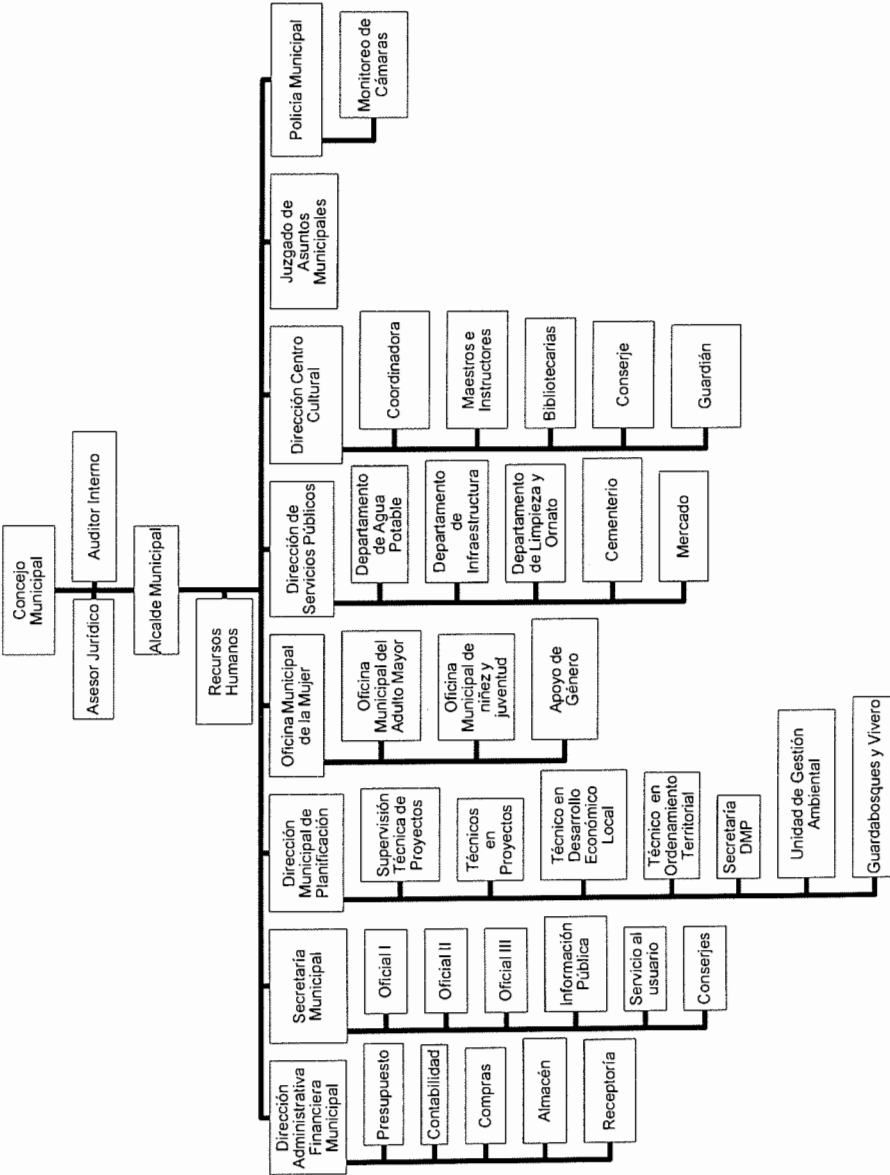 Concejo
Municipal
Asesor Jurídico
Auditor Interno
Alcalde Municipal
Recursos
Humanos
Dirección
Administrativa
Financiera
Municipal
Presupuesto
Contabilidad
Compras
Almacén
Receptoría
Secretaría
Municipal
Oficial I
Oficial II
Oficial III
Información
Pública
Servicio al
usuario
Conserjes
Dirección
Municipal de
Planificación
Supervisión
Técnica de
Proyectos
Técnicos
en
Proyectos
Técnico en
Desarrollo
Económico
Local
Técnico en
Ordenamiento
Territorial
Secretaría
DMP
Unidad de Gestión
Ambiental
Guardabosques y Vivero
Oficina Municipal
de la Mujer
Oficina
Municipal del
Adulto Mayor
Oficina
Municipal de
niñez y
juventud
Apoyo de
Género
Dirección de
Servicios Públicos
Departamento
de Agua
Potable
Departamento
de
Infraestructura
Departamento
de Limpieza y
Ornato
Cementerio
Mercado
Dirección Centro
Cultural
Coordinadora
Maestros e
Instructores
Bibliotecarias
Conserje
Guardián
Juzgado de
Asuntos
Municipales
Policía Municipal
Monitoreo de
Cámaras